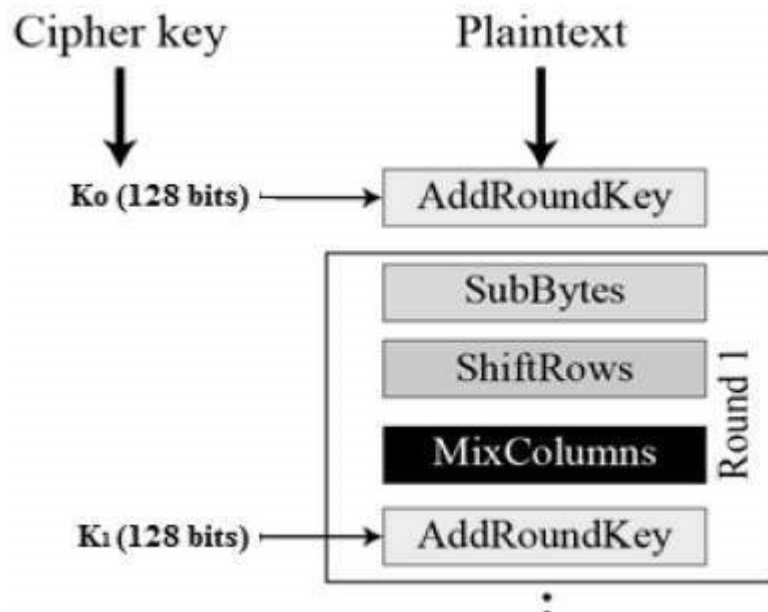 Cipher key
Plaintext
K0 (128 bits)
AddRoundKey
SubBytes
ShiftRows
MixColumns
Round 1
K1 (128 bits)
AddRoundKey